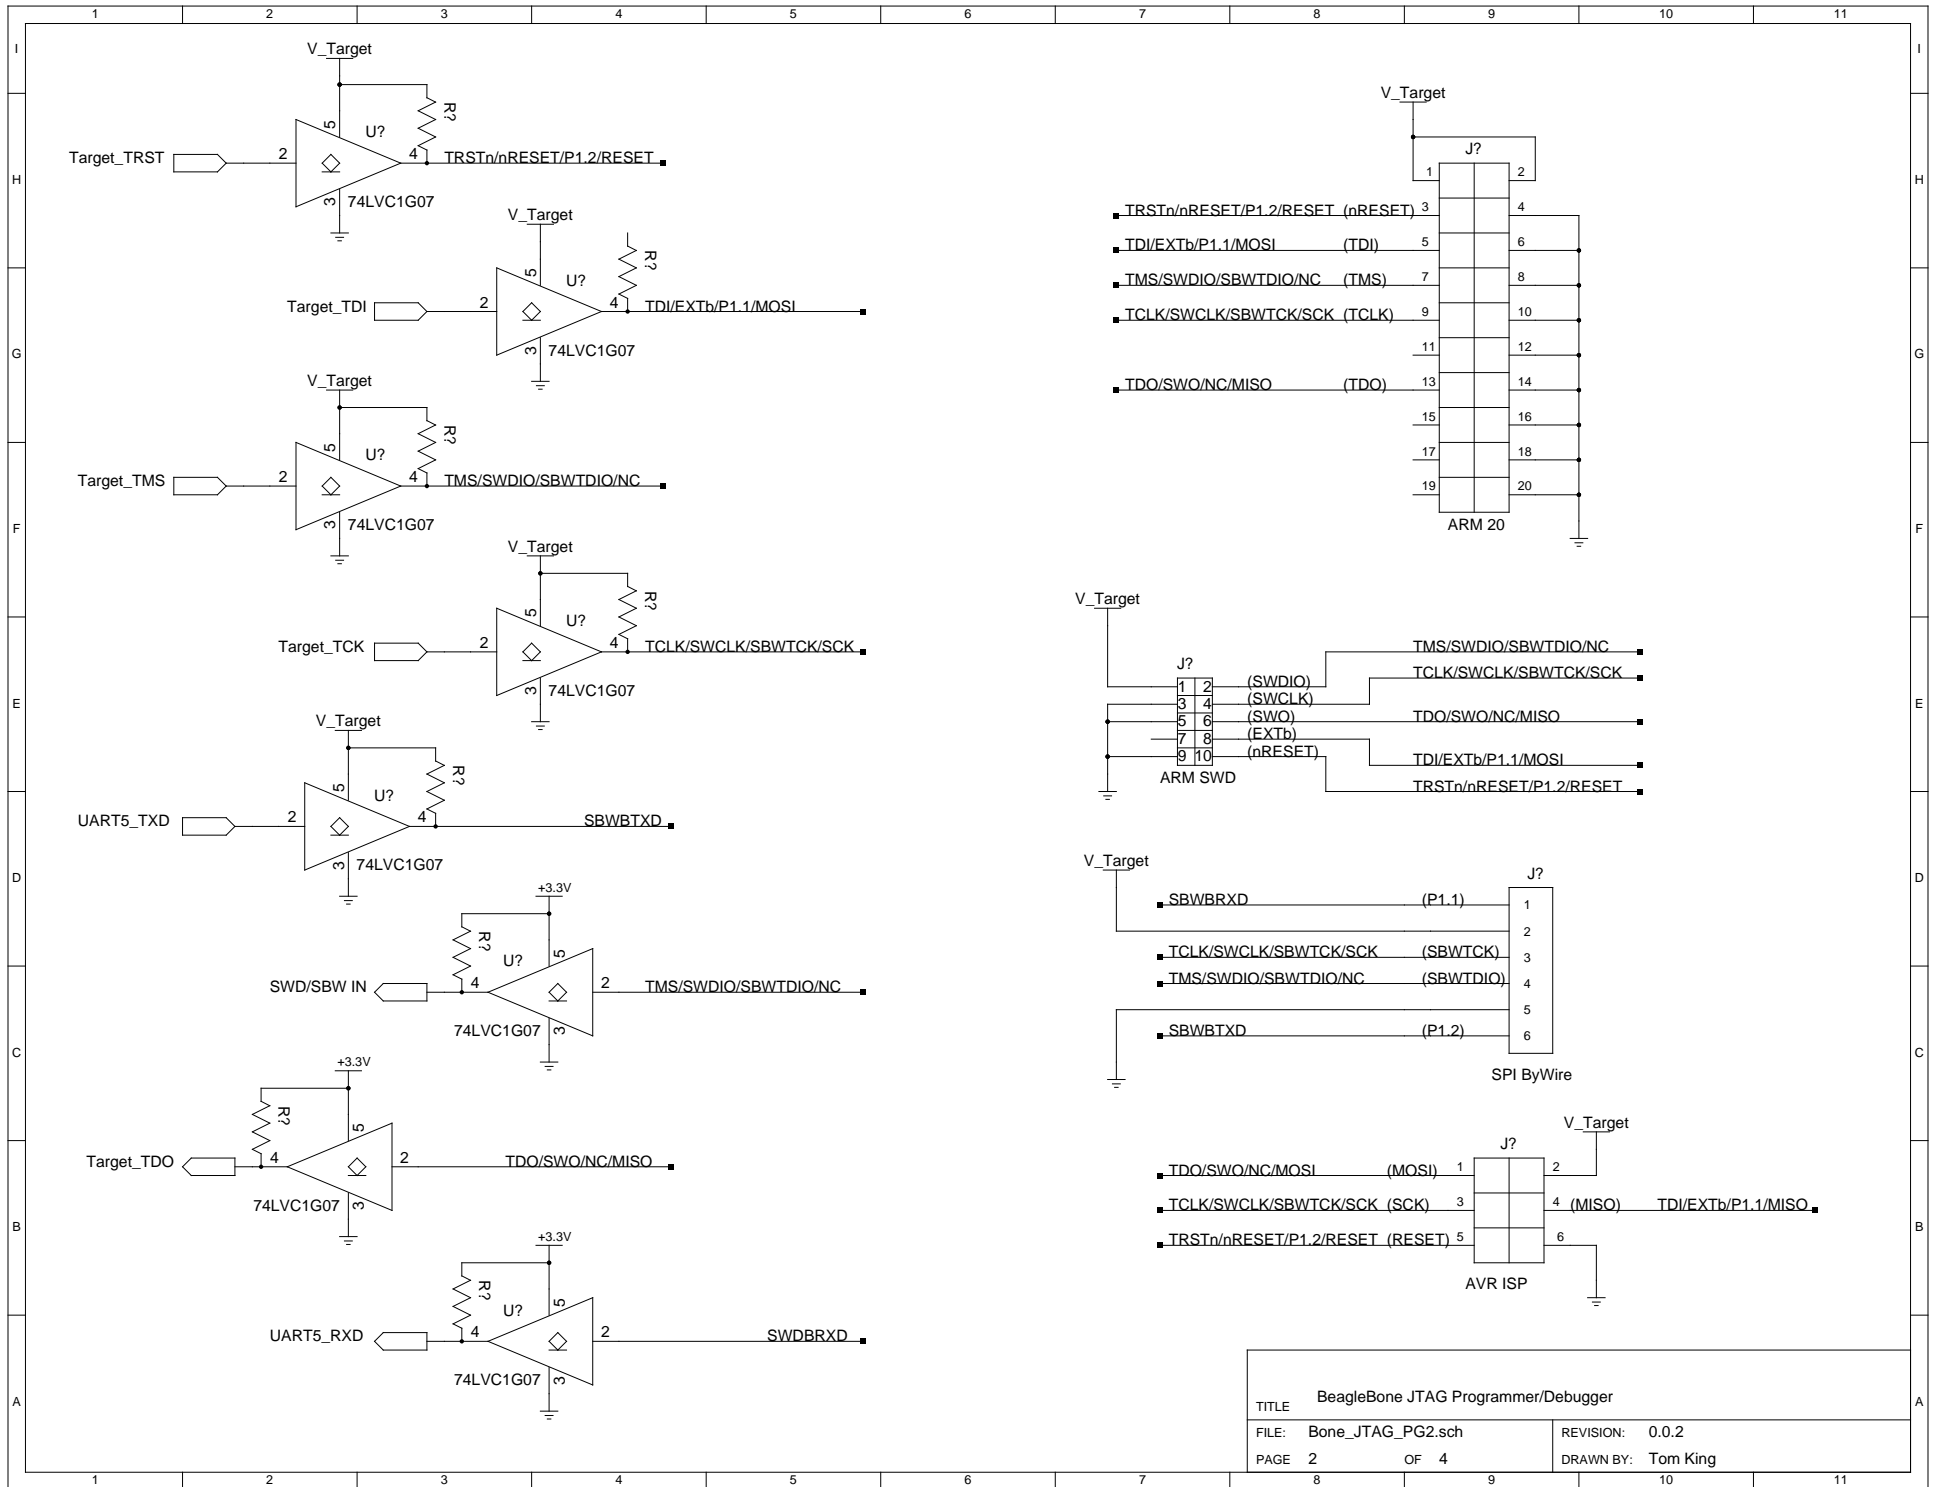 1 2 3 4 5 6 7 8 9 10 11
I I
H H
G G
F F
E E
D D
C C
B B
A A
V_Target
R?
5
U?
Target_TRST 2 4 TRSTn/nRESET/P1.2/RESET
3 74LVC1G07
V_Target
R?
5
U?
Target_TDI 2 4 TDI/EXTb/P1.1/MOSI
3 74LVC1G07
V_Target
R?
5
U?
Target_TMS 2 4 TMS/SWDIO/SBWTDIO/NC
3 74LVC1G07
V_Target
R?
5
U?
Target_TCK 2 4 TCLK/SWCLK/SBWTCK/SCK
3 74LVC1G07
V_Target
R?
5
U?
UART5_TXD 2 4 SBWBTXD
3 74LVC1G07
+3.3V
R?
5
U?
SWD/SBW IN 4 2 TMS/SWDIO/SBWTDIO/NC
74LVC1G07 3
+3.3V
R?
5
Target_TDO 4 2 TDO/SWO/NC/MISO
74LVC1G07 3
+3.3V
R?
5
U?
UART5_RXD 4 2 SWDBRXD
74LVC1G07 3
V_Target
J?
1 2
TRSTn/nRESET/P1.2/RESET (nRESET) 3 4
TDI/EXTb/P1.1/MOSI (TDI) 5 6
TMS/SWDIO/SBWTDIO/NC (TMS) 7 8
TCLK/SWCLK/SBWTCK/SCK (TCLK) 9 10
11 12
TDO/SWO/NC/MISO (TDO) 13 14
15 16
17 18
19 20
ARM 20
V_Target
J?
1 2 (SWDIO) TMS/SWDIO/SBWTDIO/NC
3 4 (SWCLK) TCLK/SWCLK/SBWTCK/SCK
5 6 (SWO) TDO/SWO/NC/MISO
7 8 (EXTb) TDI/EXTb/P1.1/MOSI
9 10 (nRESET) TRSTn/nRESET/P1.2/RESET
ARM SWD
V_Target
J?
SBWBRXD (P1.1) 1
2
TCLK/SWCLK/SBWTCK/SCK (SBWTCK) 3
TMS/SWDIO/SBWTDIO/NC (SBWTDIO) 4
5
SBWBTXD (P1.2) 6
SPI ByWire
V_Target
J?
TDO/SWO/NC/MOSI (MOSI) 1 2
TCLK/SWCLK/SBWTCK/SCK (SCK) 3 4 (MISO) TDI/EXTb/P1.1/MISO
TRSTn/nRESET/P1.2/RESET (RESET) 5 6
AVR ISP
TITLE BeagleBone JTAG Programmer/Debugger
FILE: Bone_JTAG_PG2.sch REVISION: 0.0.2
PAGE 2 OF 4 DRAWN BY: Tom King
1 2 3 4 5 6 7 8 9 10 11